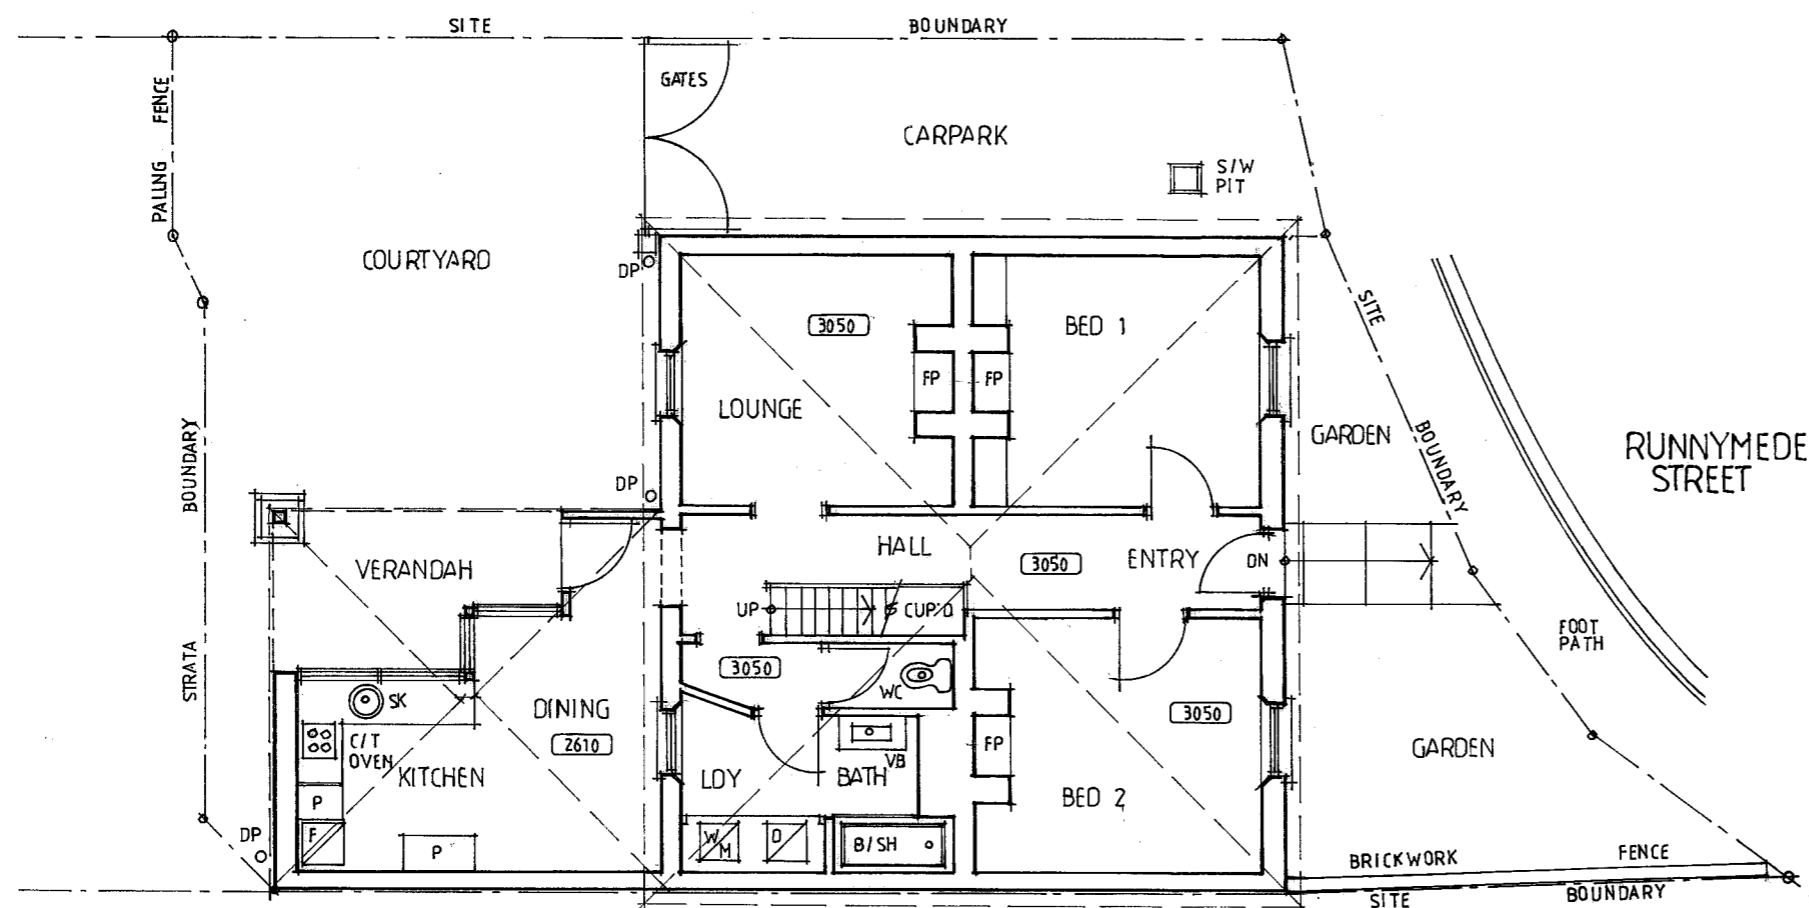 SITE
BOUNDARY
PALLNG FENCE
GATES
CARPARK
S/W
PIT
COURTYARD
DP
3050
BED 1
SITE
LOUNGE
FP
FP
GARDEN
BOUNDARY
RUNNYMEDE
STREET
BOUNDARY
DP
HALL
ENTRY
DN
VERANDAH
3050
UP
CUP'D
FOOT
PATH
STRATA
3050
WC
SK
DINING
3050
C/T
OVEN
2610
FP
GARDEN
KITCHEN
LDY
BATH
VB
BED 2
P
DP
F
P
W
M
D
B/SH
BRICKWORK
FENCE
SITE
BOUNDARY